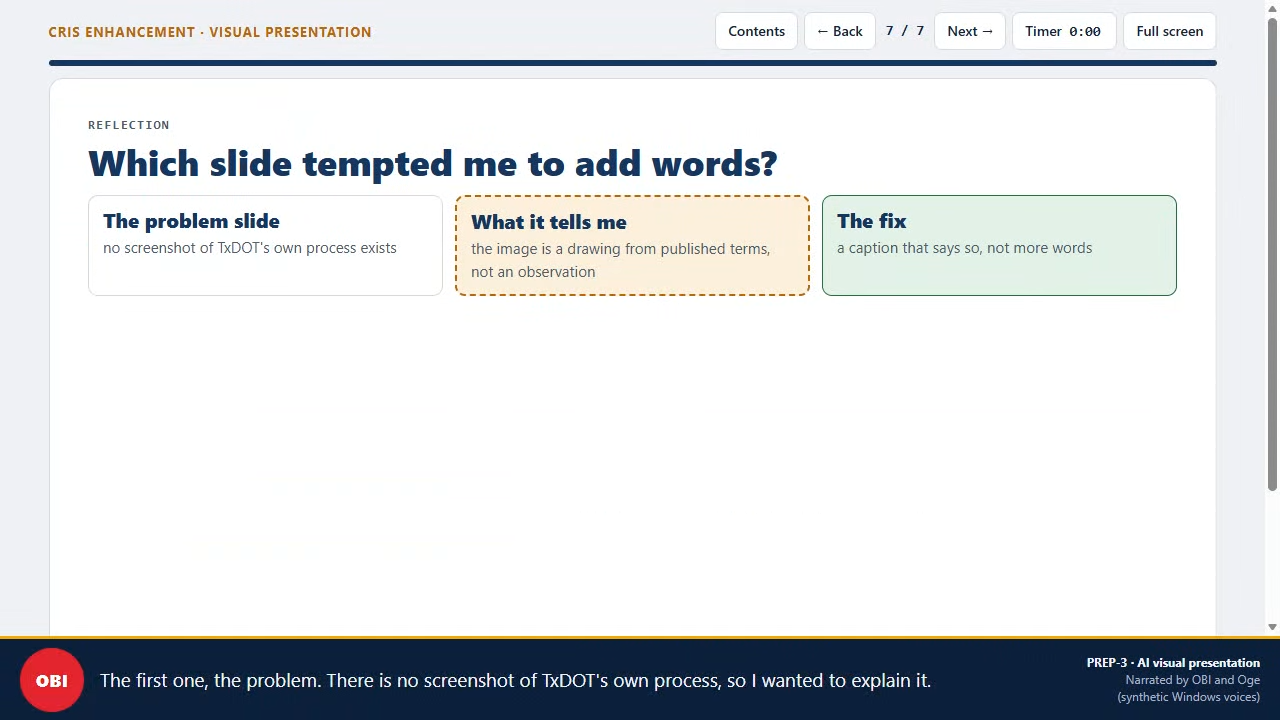 CRIS ENHANCEMENT · VISUAL PRESENTATION
Contents
← Back
7 / 7
Next →
Timer 0:00
Full screen
REFLECTION
Which slide tempted me to add words?
The problem slide
no screenshot of TxDOT's own process exists
What it tells me
the image is a drawing from published terms,
not an observation
The fix
a caption that says so, not more words
OBI
The first one, the problem. There is no screenshot of TxDOT's own process, so I wanted to explain it.
PREP-3 · AI visual presentation
Narrated by OBI and Oge
(synthetic Windows voices)